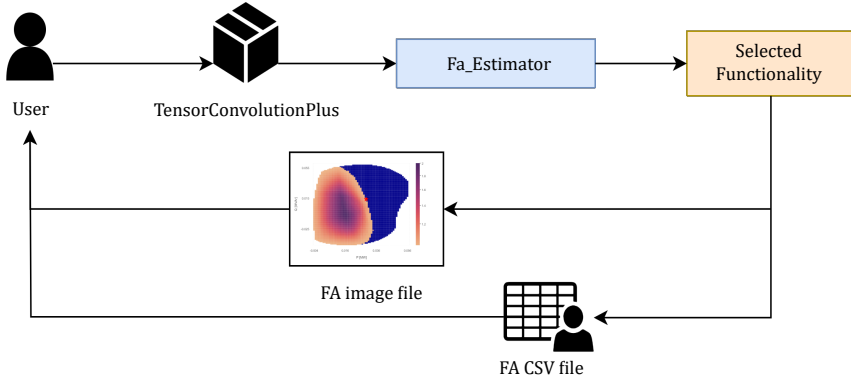 User
TensorConvolutionPlus
Fa_Estimator
Selected
Functionality
FA image file
FA CSV file